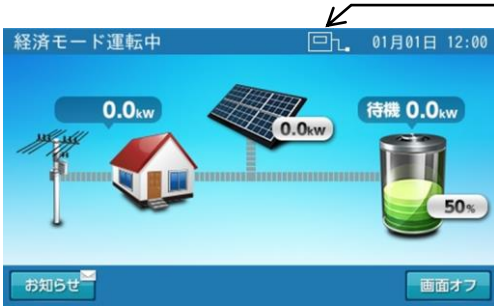 経済モード運転中
01月01日 12:00
0.0kw
0.0kw
待機 0.0kw
50%
お知らせ
画面オフ